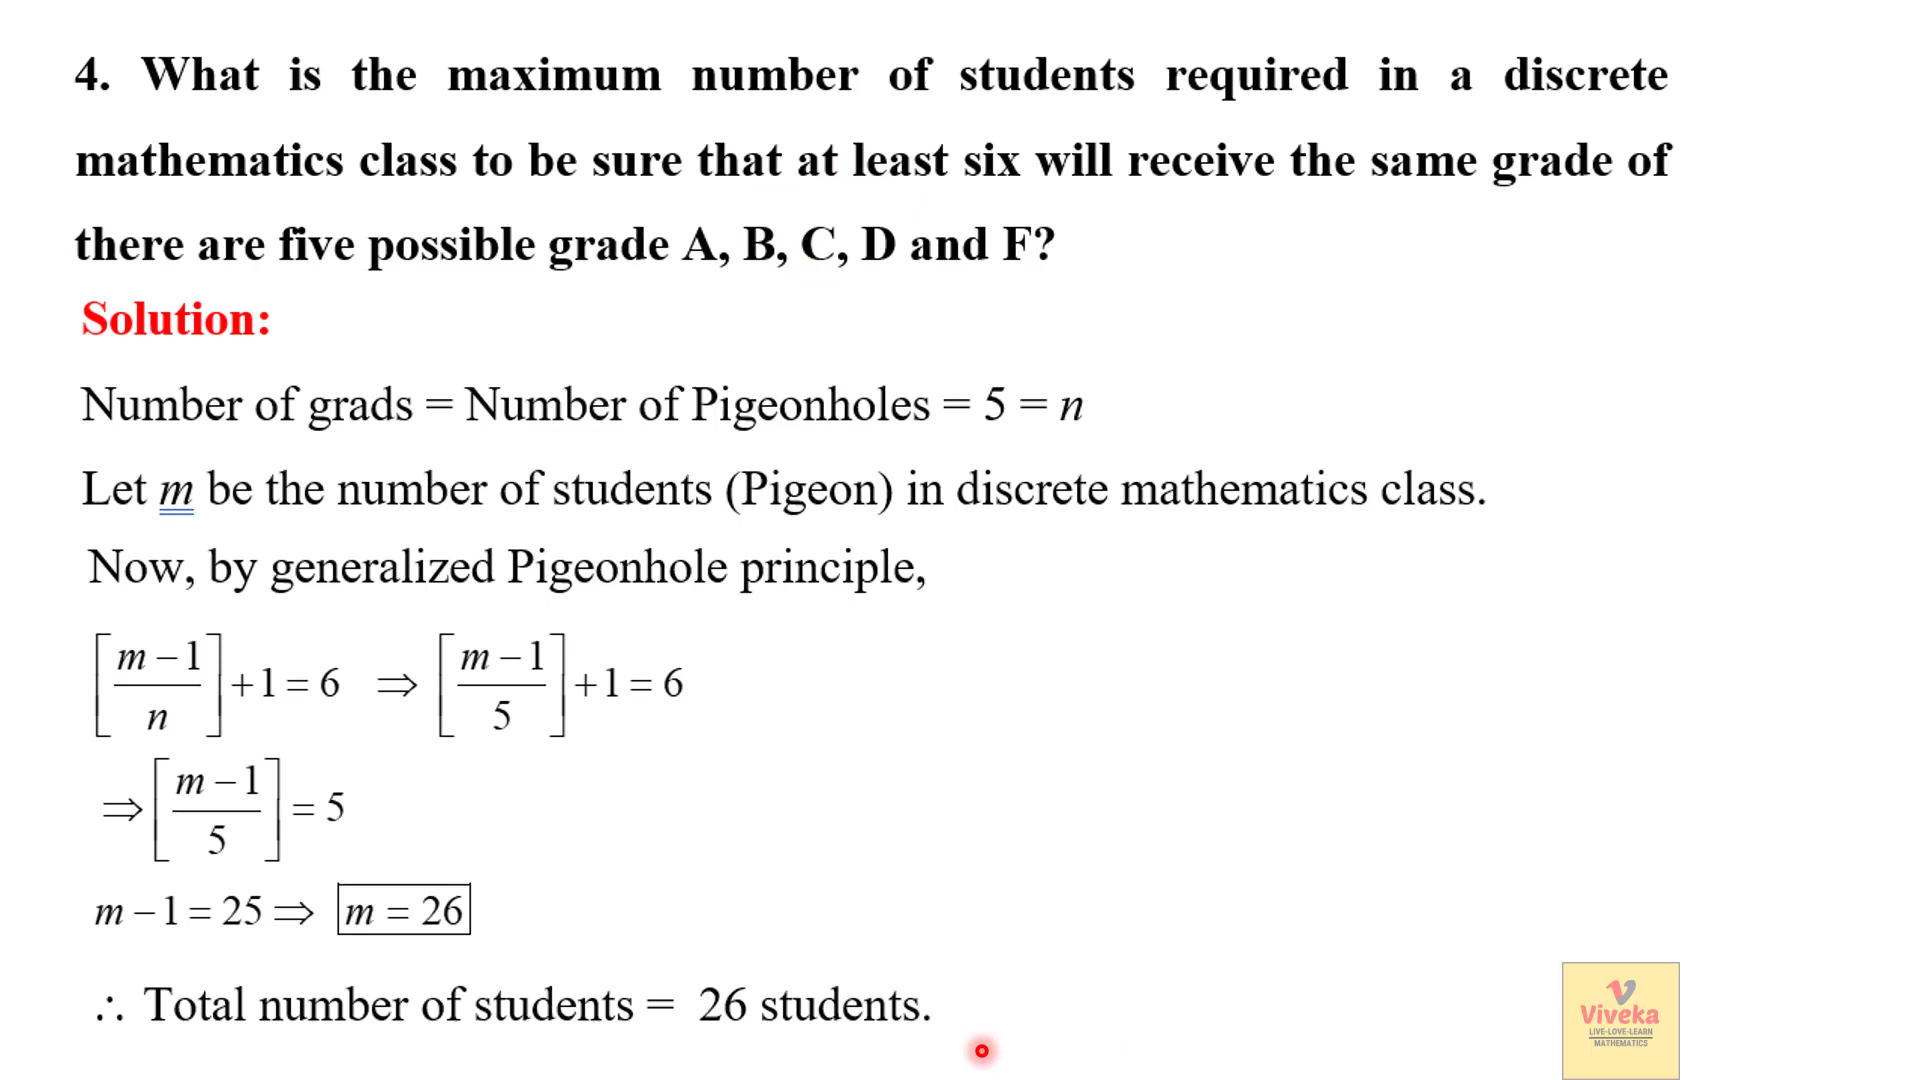 4. What is the maximum number of students required in a discrete
mathematics class to be sure that at least six will receive the same grade of
there are five possible grade A, B, C, D and F?
Solution:
Number of grads = Number of Pigeonholes = 5 = n
Let m be the number of students (Pigeon) in discrete mathematics class.
Now, by generalized Pigeonhole principle,
[(m − 1)/n] + 1 = 6 ⇒ [(m − 1)/5] + 1 = 6
⇒ [(m − 1)/5] = 5
m − 1 = 25 ⇒ m = 26
∴ Total number of students = 26 students.
V
Viveka
LIVE-LOVE-LEARN
MATHEMATICS